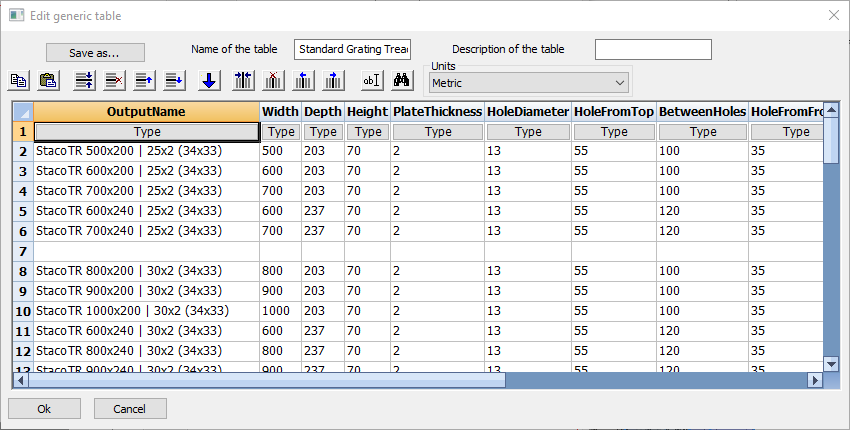 Edit generic table
Save as...
Name of the table
Standard Grating Tread
Description of the table
ab
Units
Metric
OutputName Width Depth Height PlateThickness HoleDiameter HoleFromTop BetweenHoles HoleFromFro
1 Type Type Type Type Type Type Type Type Type
2 StacoTR 500x200 | 25x2 (34x33) 500 203 70 2 13 55 100 35
3 StacoTR 600x200 | 25x2 (34x33) 600 203 70 2 13 55 100 35
4 StacoTR 700x200 | 25x2 (34x33) 700 203 70 2 13 55 100 35
5 StacoTR 600x240 | 25x2 (34x33) 600 237 70 2 13 55 120 35
6 StacoTR 700x240 | 25x2 (34x33) 700 237 70 2 13 55 120 35
7
8 StacoTR 800x200 | 30x2 (34x33) 800 203 70 2 13 55 100 35
9 StacoTR 900x200 | 30x2 (34x33) 900 203 70 2 13 55 100 35
10 StacoTR 1000x200 | 30x2 (34x33) 1000 203 70 2 13 55 100 35
11 StacoTR 600x240 | 30x2 (34x33) 600 237 70 2 13 55 120 35
12 StacoTR 800x240 | 30x2 (34x33) 800 237 70 2 13 55 120 35
13 StacoTR 900x240 | 30x2 (34x33) 900 237 70 2 13 55 120 35
Ok
Cancel